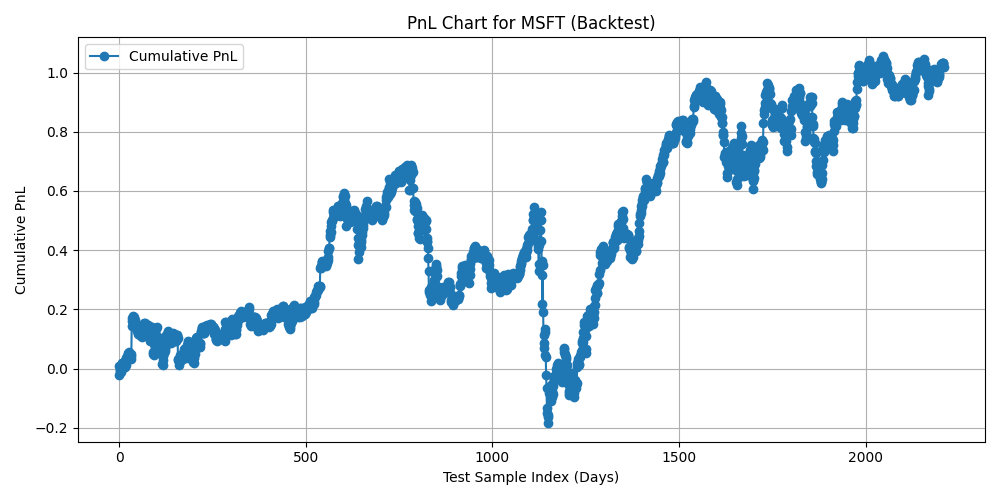 PnL Chart for MSFT (Backtest)
Cumulative PnL
1.0
0.8
0.6
0.4
0.2
0.0
−0.2
Cumulative PnL
0 500 1000 1500 2000
Test Sample Index (Days)